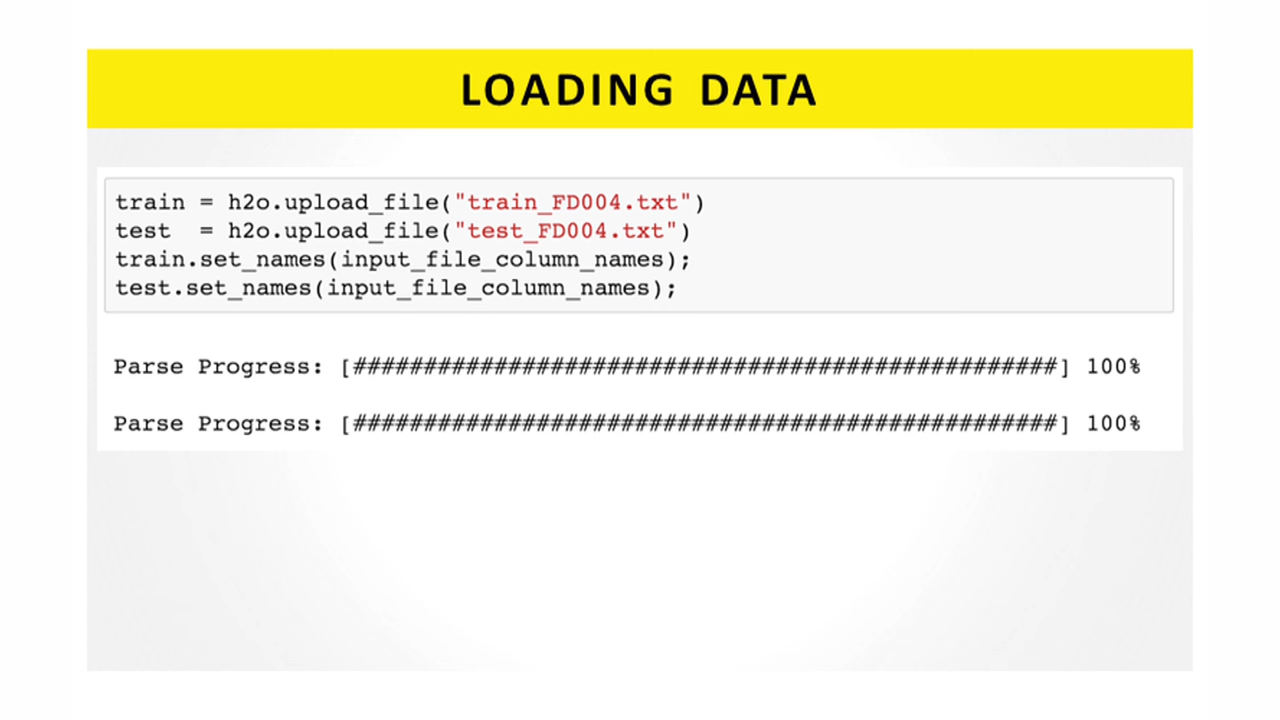 LOADING DATA
train = h2o.upload_file("train_FD004.txt")
test  = h2o.upload_file("test_FD004.txt")
train.set_names(input_file_column_names);
test.set_names(input_file_column_names);
Parse Progress: [##################################################] 100%
Parse Progress: [##################################################] 100%